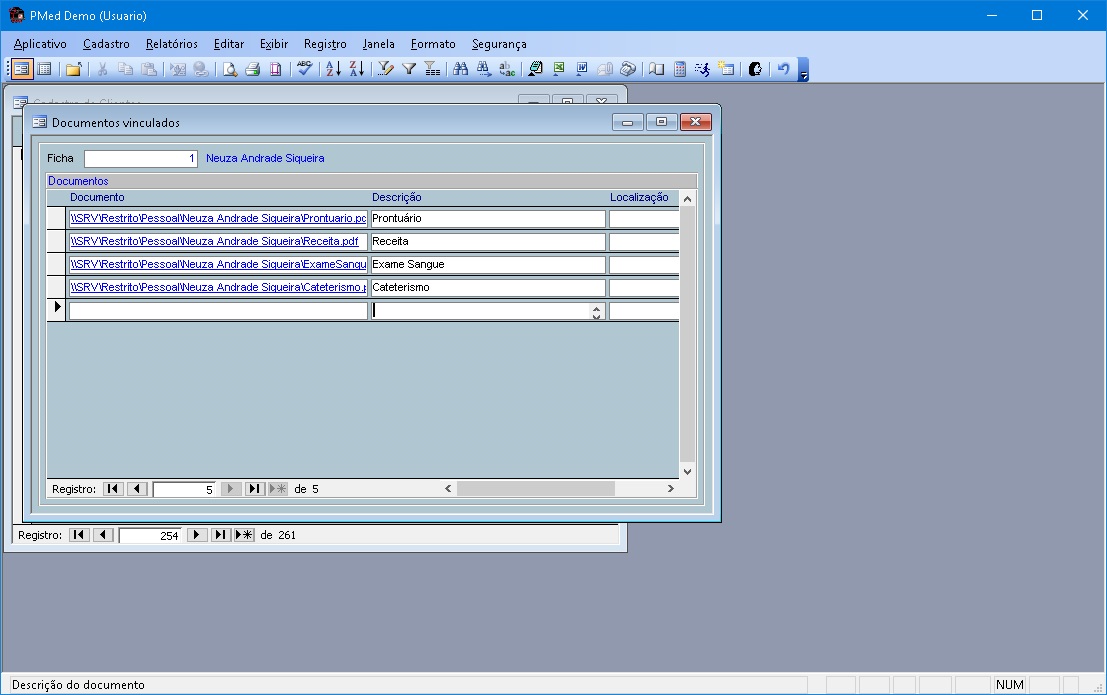 PMed Demo (Usuario)
Aplicativo Cadastro Relatórios Editar Exibir Registro Janela Formato Segurança
Cadastro de Clientes
Documentos vinculados
Ficha 1 Neuza Andrade Siqueira
Documentos
Documento Descrição Localização
\\SRV\Restrito\Pessoal\Neuza Andrade Siqueira\Prontuario.pd Prontuário
\\SRV\Restrito\Pessoal\Neuza Andrade Siqueira\Receita.pdf Receita
\\SRV\Restrito\Pessoal\Neuza Andrade Siqueira\ExameSangu Exame Sangue
\\SRV\Restrito\Pessoal\Neuza Andrade Siqueira\Cateterismo.p Cateterismo
Registro: 5 de 5
Registro: 254 de 261
Descrição do documento NUM